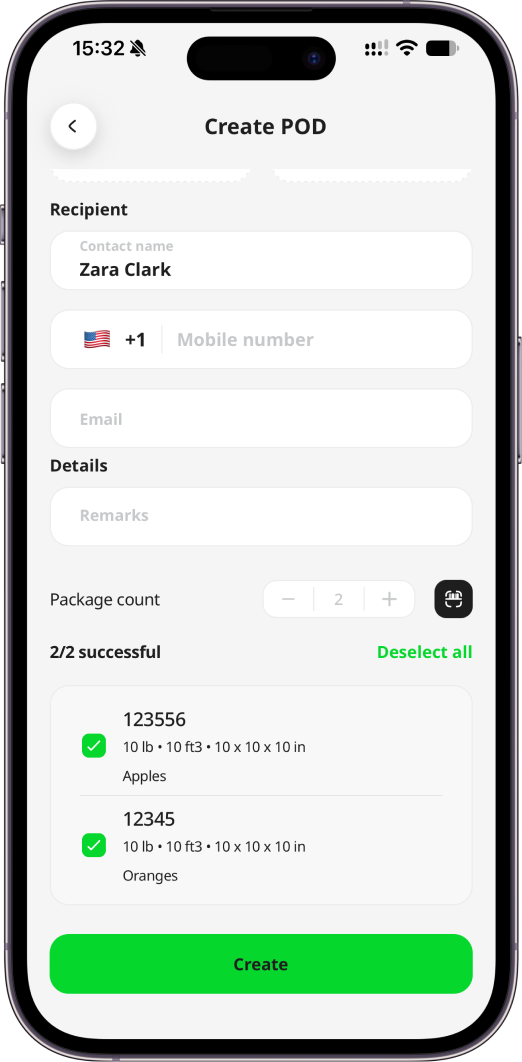 15:32
Create POD
Recipient
Contact name
Zara Clark
+1 Mobile number
Email
Details
Remarks
Package count 2
2/2 successful Deselect all
123556
10 lb • 10 ft3 • 10 x 10 x 10 in
Apples
12345
10 lb • 10 ft3 • 10 x 10 x 10 in
Oranges
Create